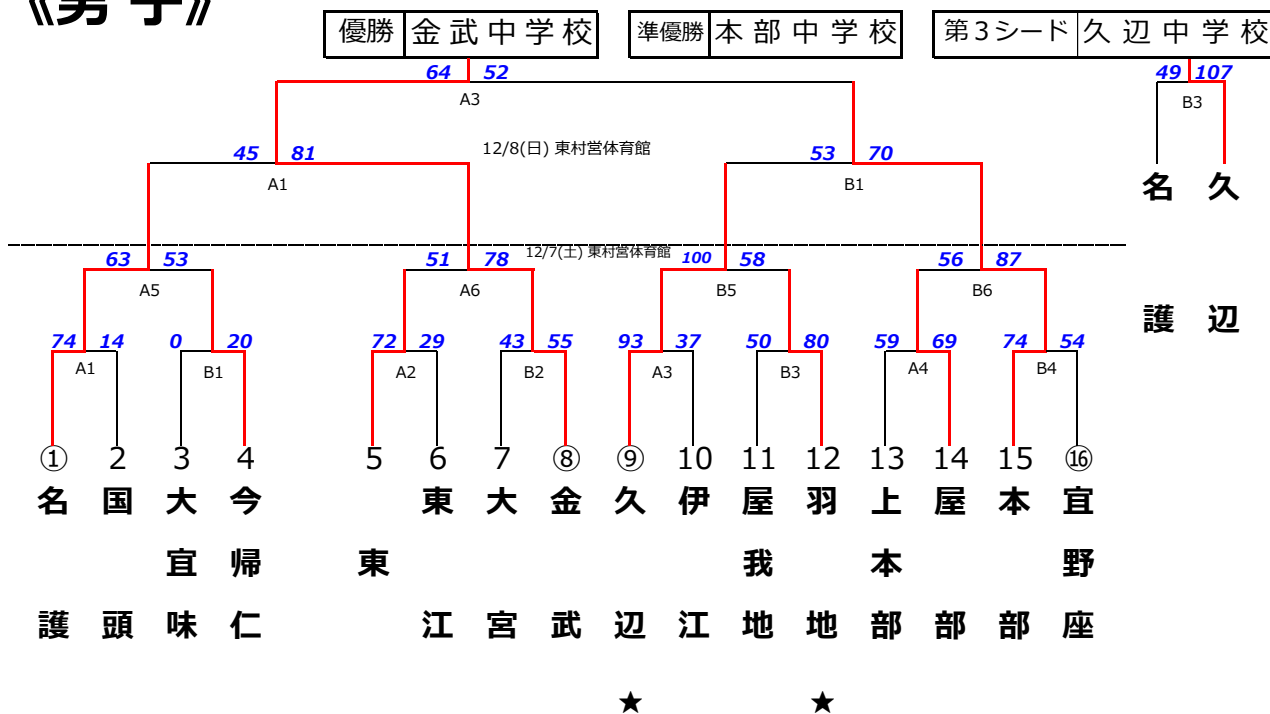 《男 子》
優勝 金武中学校 準優勝 本部中学校 第3シード 久辺中学校
64 52 49 107
A3 B3
12/8(日) 東村営体育館
45 81 53 70
A1 B1
名護 久辺
12/7(土) 東村営体育館
63 53 51 78 100 58 56 87
A5 A6 B5 B6
74 14 0 20 72 29 43 55 93 37 50 80 59 69 74 54
A1 B1 A2 B2 A3 B3 A4 B4
① 2 3 4 5 6 7 ⑧ ⑨ 10 11 12 13 14 15 ⑯
名護 国頭 大宜味 今帰仁 東 東江 大宮 金武 久辺 伊江 屋我地 羽地 上本部 屋部 本部 宜野座
★ ★